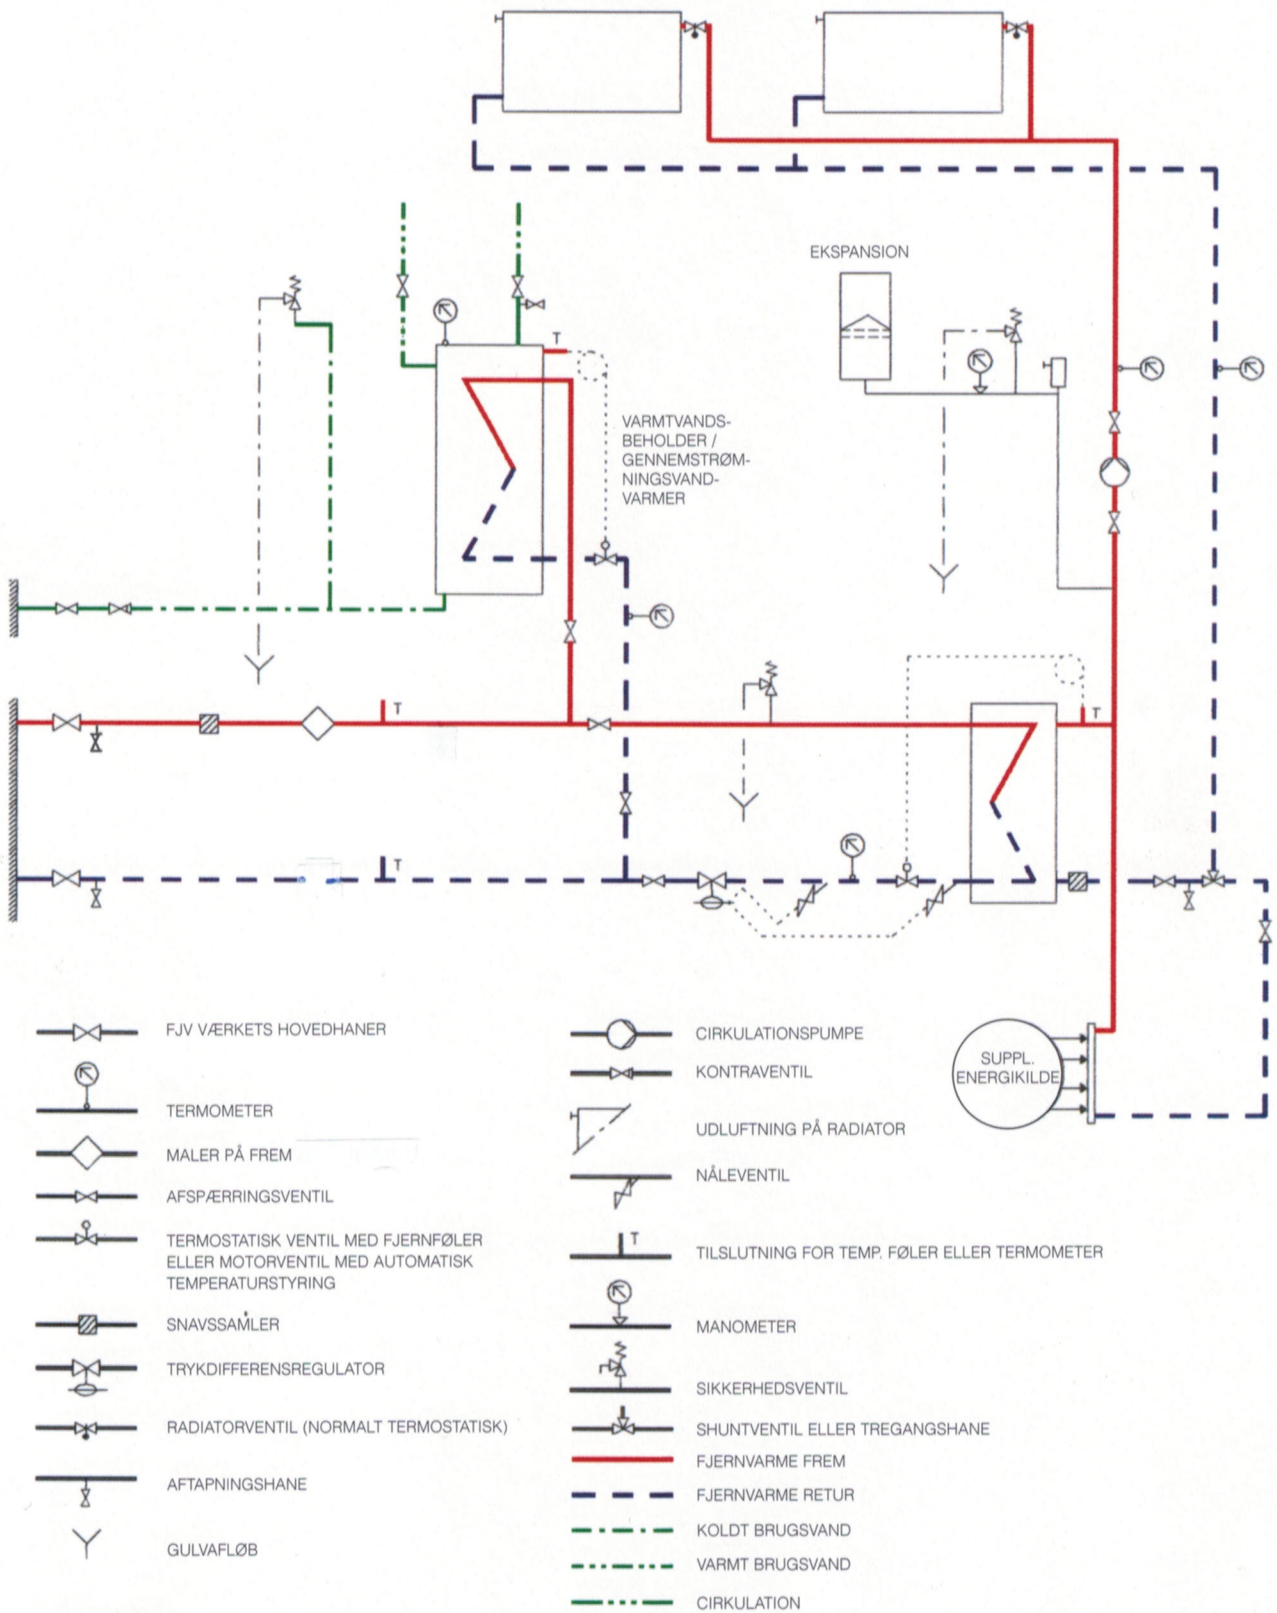 EKSPANSION
T
VARMTVANDS-
BEHOLDER /
GENNEMSTRØM-
NINGSVAND-
VARMER
T
T
T
SUPPL.
ENERGIKILDE
FJV VÆRKETS HOVEDHANER
TERMOMETER
MALER PÅ FREM
AFSPÆRRINGSVENTIL
TERMOSTATISK VENTIL MED FJERNFØLER
ELLER MOTORVENTIL MED AUTOMATISK
TEMPERATURSTYRING
SNAVSSAMLER
TRYKDIFFERENSREGULATOR
RADIATORVENTIL (NORMALT TERMOSTATISK)
AFTAPNINGSHANE
GULVAFLØB
CIRKULATIONSPUMPE
KONTRAVENTIL
UDLUFTNING PÅ RADIATOR
NÅLEVENTIL
T
TILSLUTNING FOR TEMP. FØLER ELLER TERMOMETER
MANOMETER
SIKKERHEDSVENTIL
SHUNTVENTIL ELLER TREGANGSHANE
FJERNVARME FREM
FJERNVARME RETUR
KOLDT BRUGSVAND
VARMT BRUGSVAND
CIRKULATION